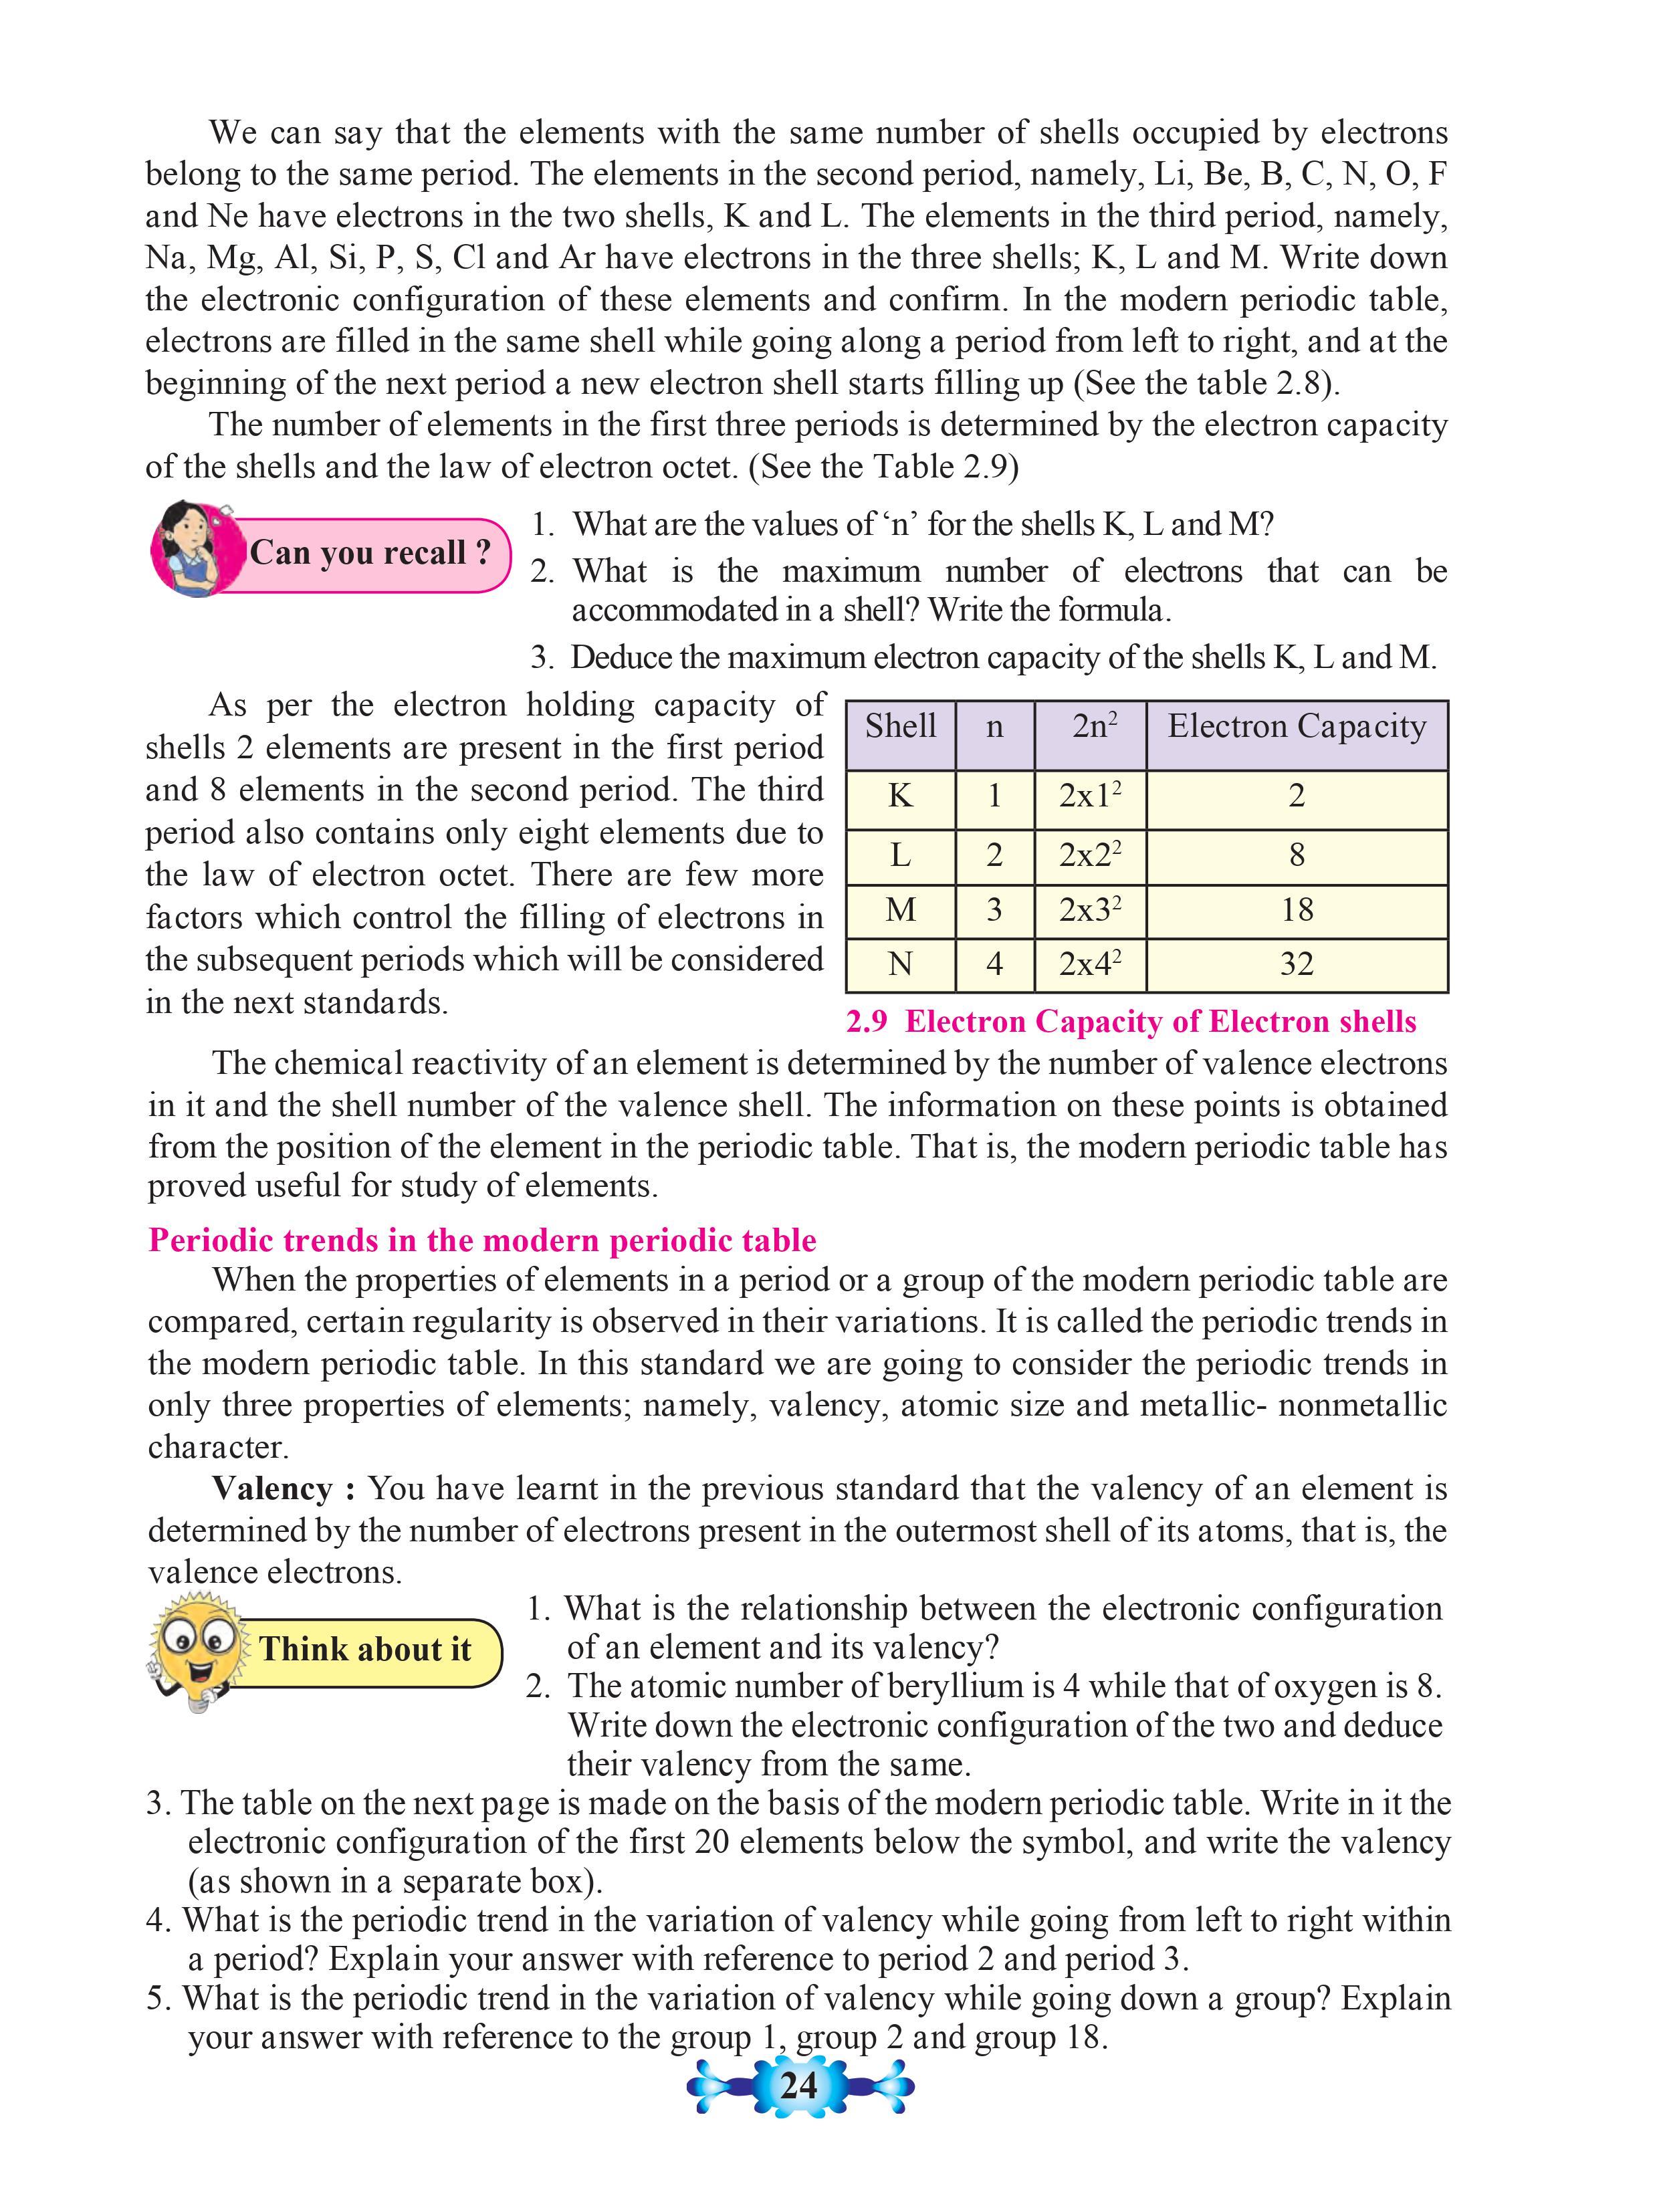 We can say that the elements with the same number of shells occupied by electrons
belong to the same period. The elements in the second period, namely, Li, Be, B, C, N, O, F
and Ne have electrons in the two shells, K and L. The elements in the third period, namely,
Na, Mg, Al, Si, P, S, Cl and Ar have electrons in the three shells; K, L and M. Write down
the electronic configuration of these elements and confirm. In the modern periodic table,
electrons are filled in the same shell while going along a period from left to right, and at the
beginning of the next period a new electron shell starts filling up (See the table 2.8).
The number of elements in the first three periods is determined by the electron capacity
of the shells and the law of electron octet. (See the Table 2.9)
Can you recall ?
1. What are the values of ‘n’ for the shells K, L and M?
2. What is the maximum number of electrons that can be
accommodated in a shell? Write the formula.
3. Deduce the maximum electron capacity of the shells K, L and M.
As per the electron holding capacity of
shells 2 elements are present in the first period
and 8 elements in the second period. The third
period also contains only eight elements due to
the law of electron octet. There are few more
factors which control the filling of electrons in
the subsequent periods which will be considered
in the next standards.
Shell n 2n² Electron Capacity
K 1 2x1² 2
L 2 2x2² 8
M 3 2x3² 18
N 4 2x4² 32
2.9 Electron Capacity of Electron shells
The chemical reactivity of an element is determined by the number of valence electrons
in it and the shell number of the valence shell. The information on these points is obtained
from the position of the element in the periodic table. That is, the modern periodic table has
proved useful for study of elements.
Periodic trends in the modern periodic table
When the properties of elements in a period or a group of the modern periodic table are
compared, certain regularity is observed in their variations. It is called the periodic trends in
the modern periodic table. In this standard we are going to consider the periodic trends in
only three properties of elements; namely, valency, atomic size and metallic- nonmetallic
character.
Valency : You have learnt in the previous standard that the valency of an element is
determined by the number of electrons present in the outermost shell of its atoms, that is, the
valence electrons.
Think about it
1. What is the relationship between the electronic configuration
of an element and its valency?
2. The atomic number of beryllium is 4 while that of oxygen is 8.
Write down the electronic configuration of the two and deduce
their valency from the same.
3. The table on the next page is made on the basis of the modern periodic table. Write in it the
electronic configuration of the first 20 elements below the symbol, and write the valency
(as shown in a separate box).
4. What is the periodic trend in the variation of valency while going from left to right within
a period? Explain your answer with reference to period 2 and period 3.
5. What is the periodic trend in the variation of valency while going down a group? Explain
your answer with reference to the group 1, group 2 and group 18.
24